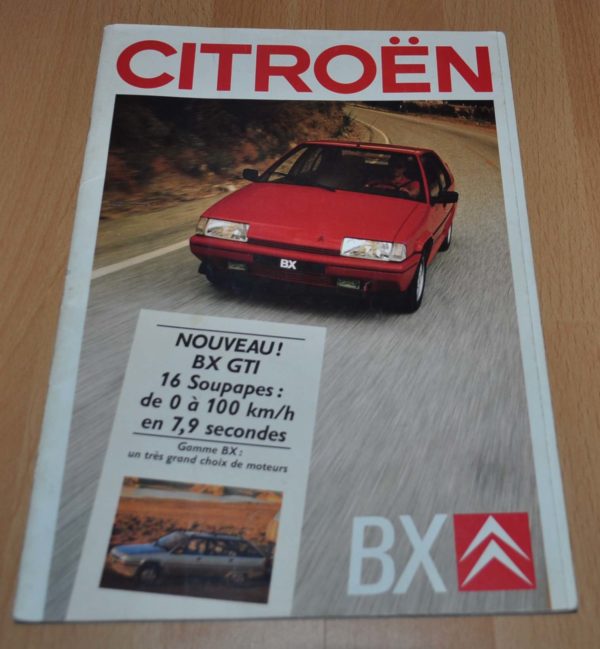 CITROËN
BX
NOUVEAU!
BX GTI
16 Soupapes:
de 0 à 100 km/h
en 7,9 secondes
Gamme BX:
un très grand choix de moteurs
BX